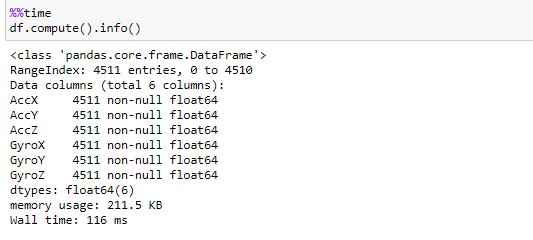 %%time
df.compute().info()
<class 'pandas.core.frame.DataFrame'>
RangeIndex: 4511 entries, 0 to 4510
Data columns (total 6 columns):
AccX     4511 non-null float64
AccY     4511 non-null float64
AccZ     4511 non-null float64
GyroX    4511 non-null float64
GyroY    4511 non-null float64
GyroZ    4511 non-null float64
dtypes: float64(6)
memory usage: 211.5 KB
Wall time: 116 ms